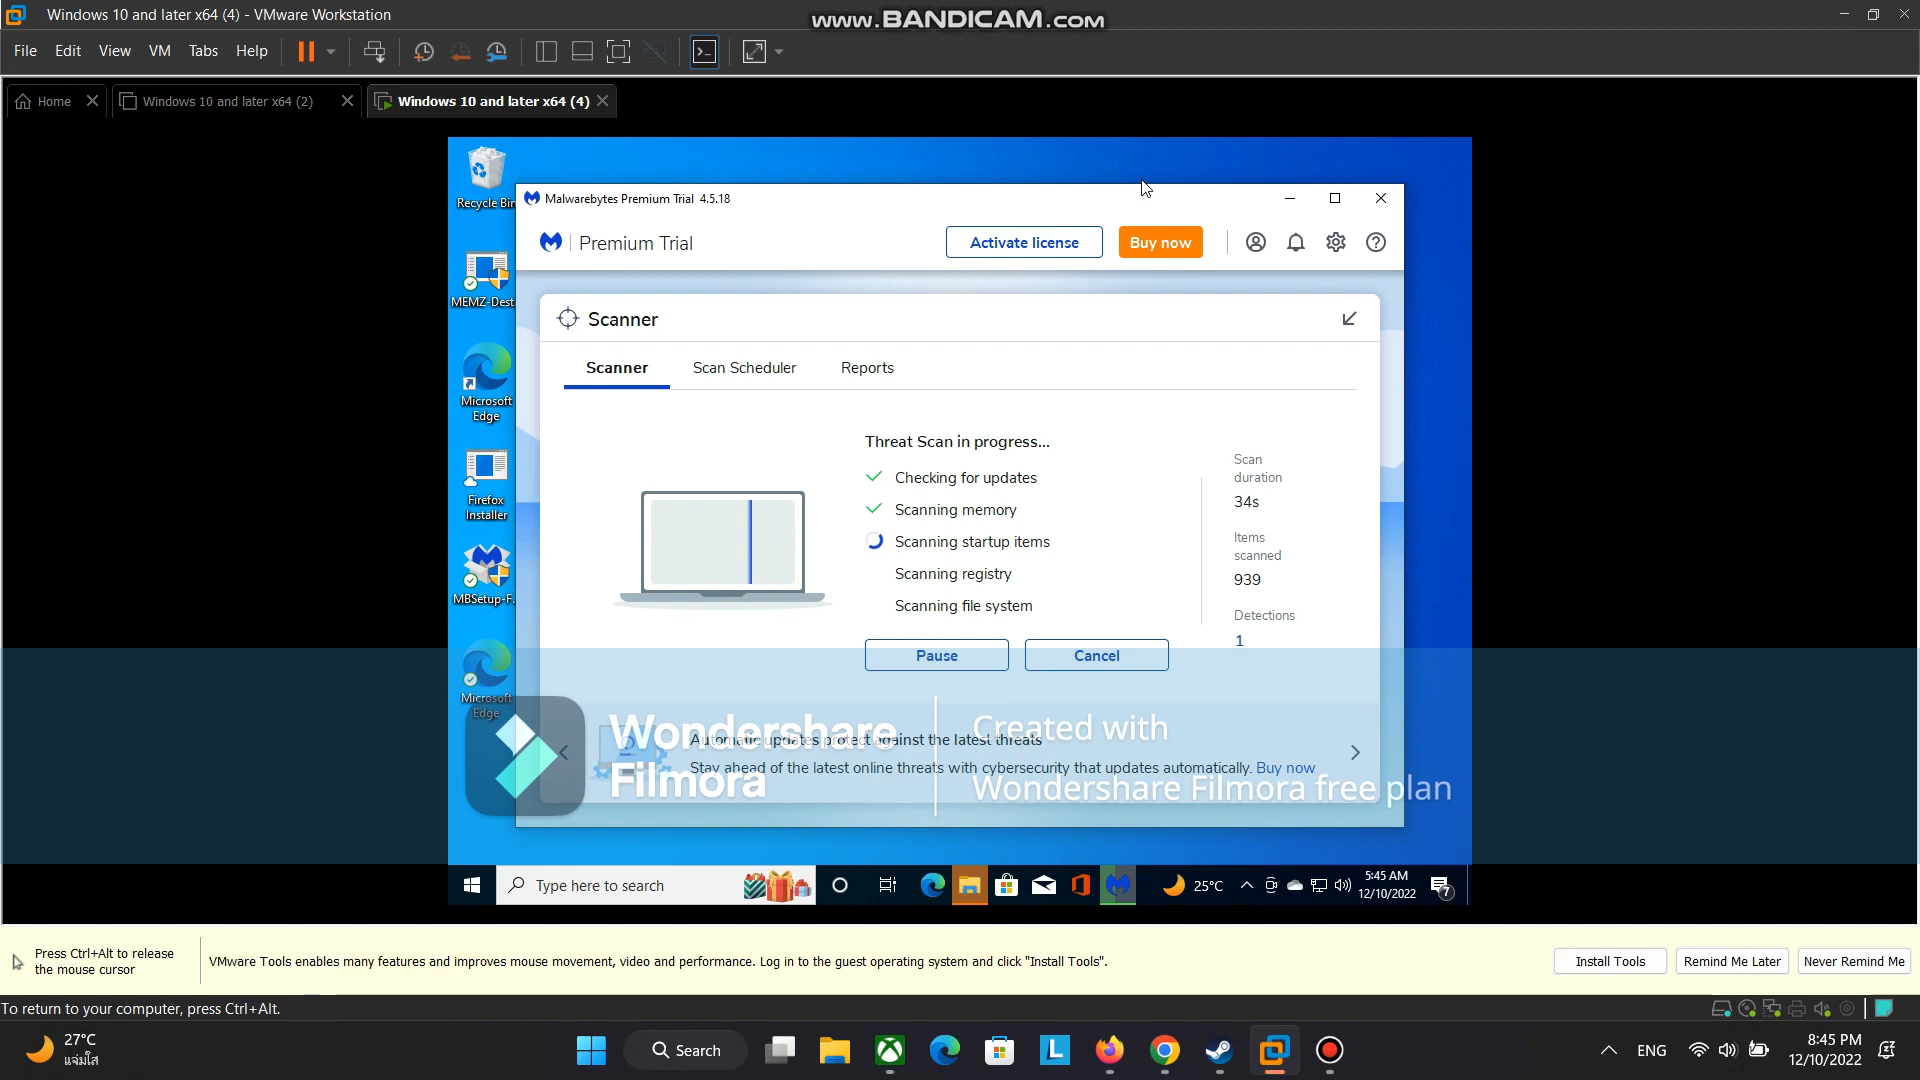 Windows 10 and later x64 (4) - VMware Workstation
www.BANDICAM.com
File Edit View VM Tabs Help
Home
Windows 10 and later x64 (2)
Windows 10 and later x64 (4)
Recycle Bin
Malwarebytes Premium Trial 4.5.18
Premium Trial
Activate license
Buy now
MEMZ-Dest
Scanner
Scanner
Scan Scheduler
Reports
Microsoft
Edge
Threat Scan in progress...
Checking for updates
Scanning memory
Scanning startup items
Scanning registry
Scanning file system
Scan
duration
34s
Items
scanned
939
Detections
1
Firefox
Installer
MBSetup-F.
Pause
Cancel
Microsoft
Edge
Wondershare
Filmora
Created with
Wondershare Filmora free plan
Automatic updates protect against the latest threats
Stay ahead of the latest online threats with cybersecurity that updates automatically. Buy now
Type here to search
25°C
5:45 AM
12/10/2022
7
Press Ctrl+Alt to release
the mouse cursor
VMware Tools enables many features and improves mouse movement, video and performance. Log in to the guest operating system and click "Install Tools".
Install Tools
Remind Me Later
Never Remind Me
To return to your computer, press Ctrl+Alt.
27°C
แจ่มใส
Search
L
ENG
8:45 PM
12/10/2022